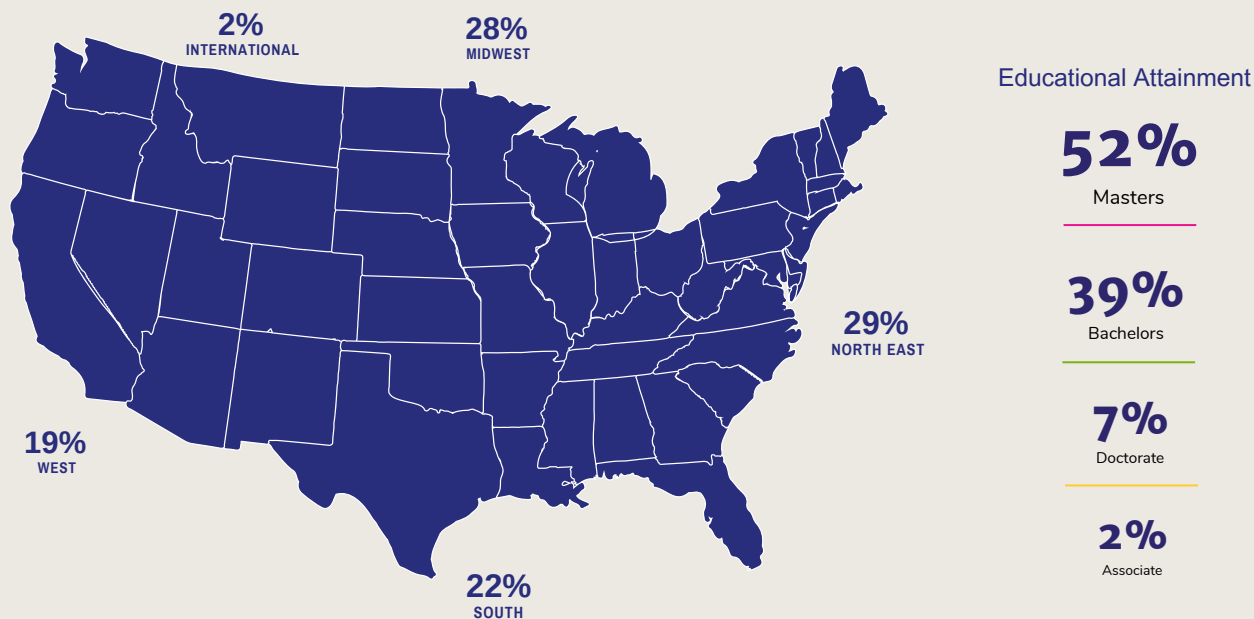 2%
INTERNATIONAL
28%
MIDWEST
29%
NORTH EAST
19%
WEST
22%
SOUTH
Educational Attainment
52%
Masters
39%
Bachelors
7%
Doctorate
2%
Associate